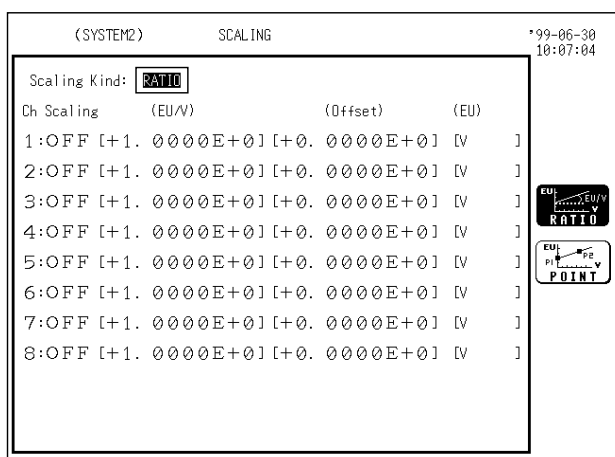 (SYSTEM2) SCALING '99-06-30
10:07:04
Scaling Kind: RATIO
Ch Scaling (EU/V) (Offset) (EU)
1:OFF [+1. 0000E+0] [+0. 0000E+0] [V ]
2:OFF [+1. 0000E+0] [+0. 0000E+0] [V ]
3:OFF [+1. 0000E+0] [+0. 0000E+0] [V ]
4:OFF [+1. 0000E+0] [+0. 0000E+0] [V ]
5:OFF [+1. 0000E+0] [+0. 0000E+0] [V ]
6:OFF [+1. 0000E+0] [+0. 0000E+0] [V ]
7:OFF [+1. 0000E+0] [+0. 0000E+0] [V ]
8:OFF [+1. 0000E+0] [+0. 0000E+0] [V ]
EU EU/V
V
RATIO
EU P1 P2
V
POINT